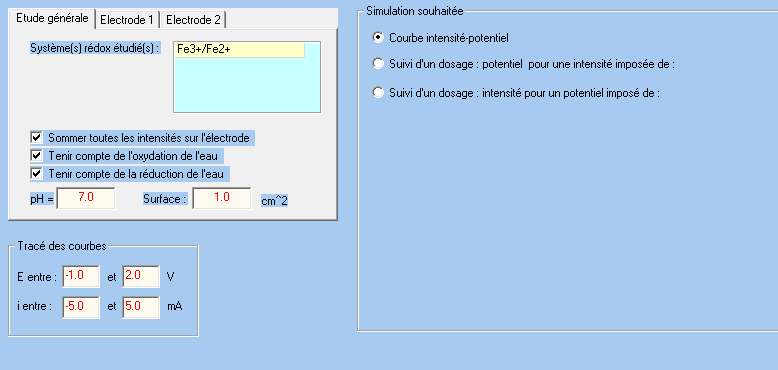 Etude générale Electrode 1 Electrode 2
Système(s) rédox étudié(s) :
Fe3+/Fe2+
Sommer toutes les intensités sur l'électrode
Tenir compte de l'oxydation de l'eau
Tenir compte de la réduction de l'eau
pH = 7.0 Surface : 1.0 cm^2
Tracé des courbes
E entre : -1.0 et 2.0 V
i entre : -5.0 et 5.0 mA
Simulation souhaitée
Courbe intensité-potentiel
Suivi d'un dosage : potentiel pour une intensité imposée de :
Suivi d'un dosage : intensité pour un potentiel imposé de :